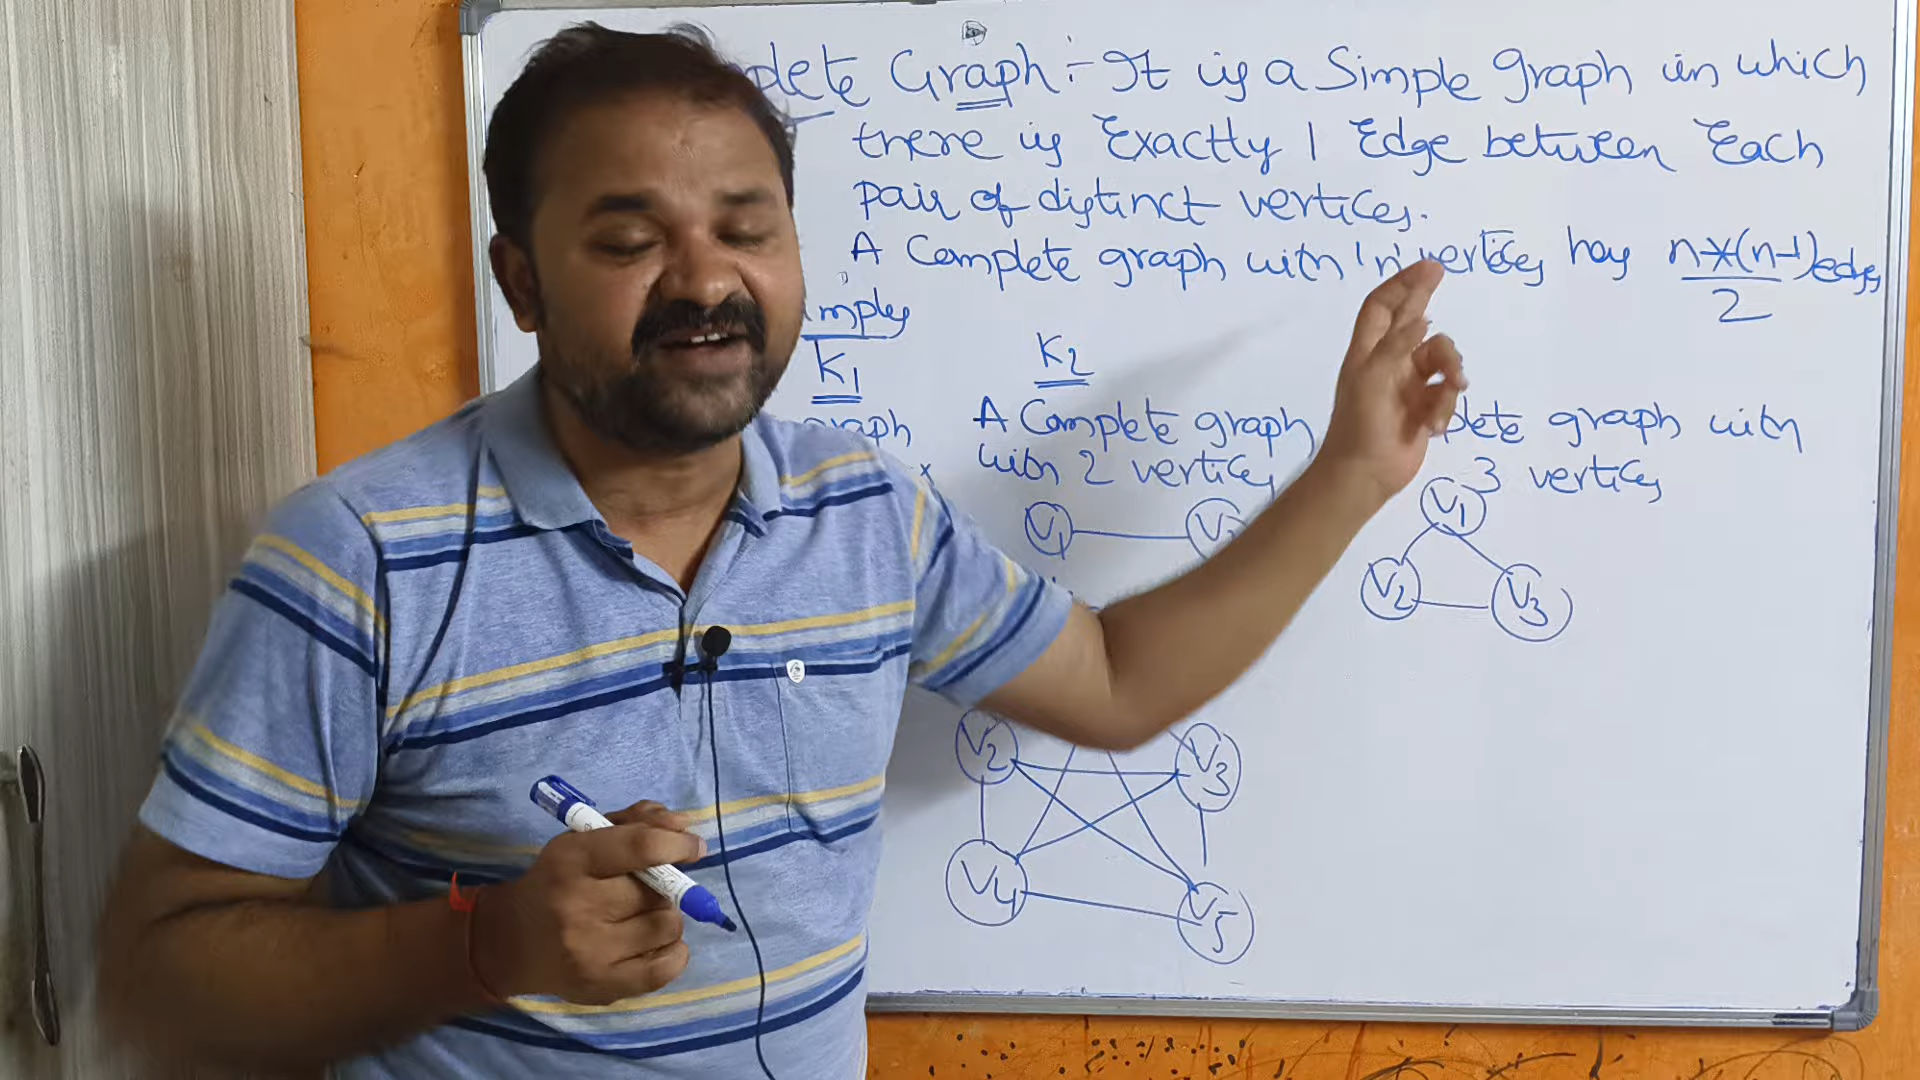 Graph :- It is a Simple graph in which
there is Exactly 1 Edge between Each
pair of distinct vertices.
A Complete graph with 'n' vertices has n*(n-1) edges
2
K1 K2
graph A Complete graph graph with
with 2 vertices 3 vertices
V1 V1
V2 V3
V2 V3
V4 V5